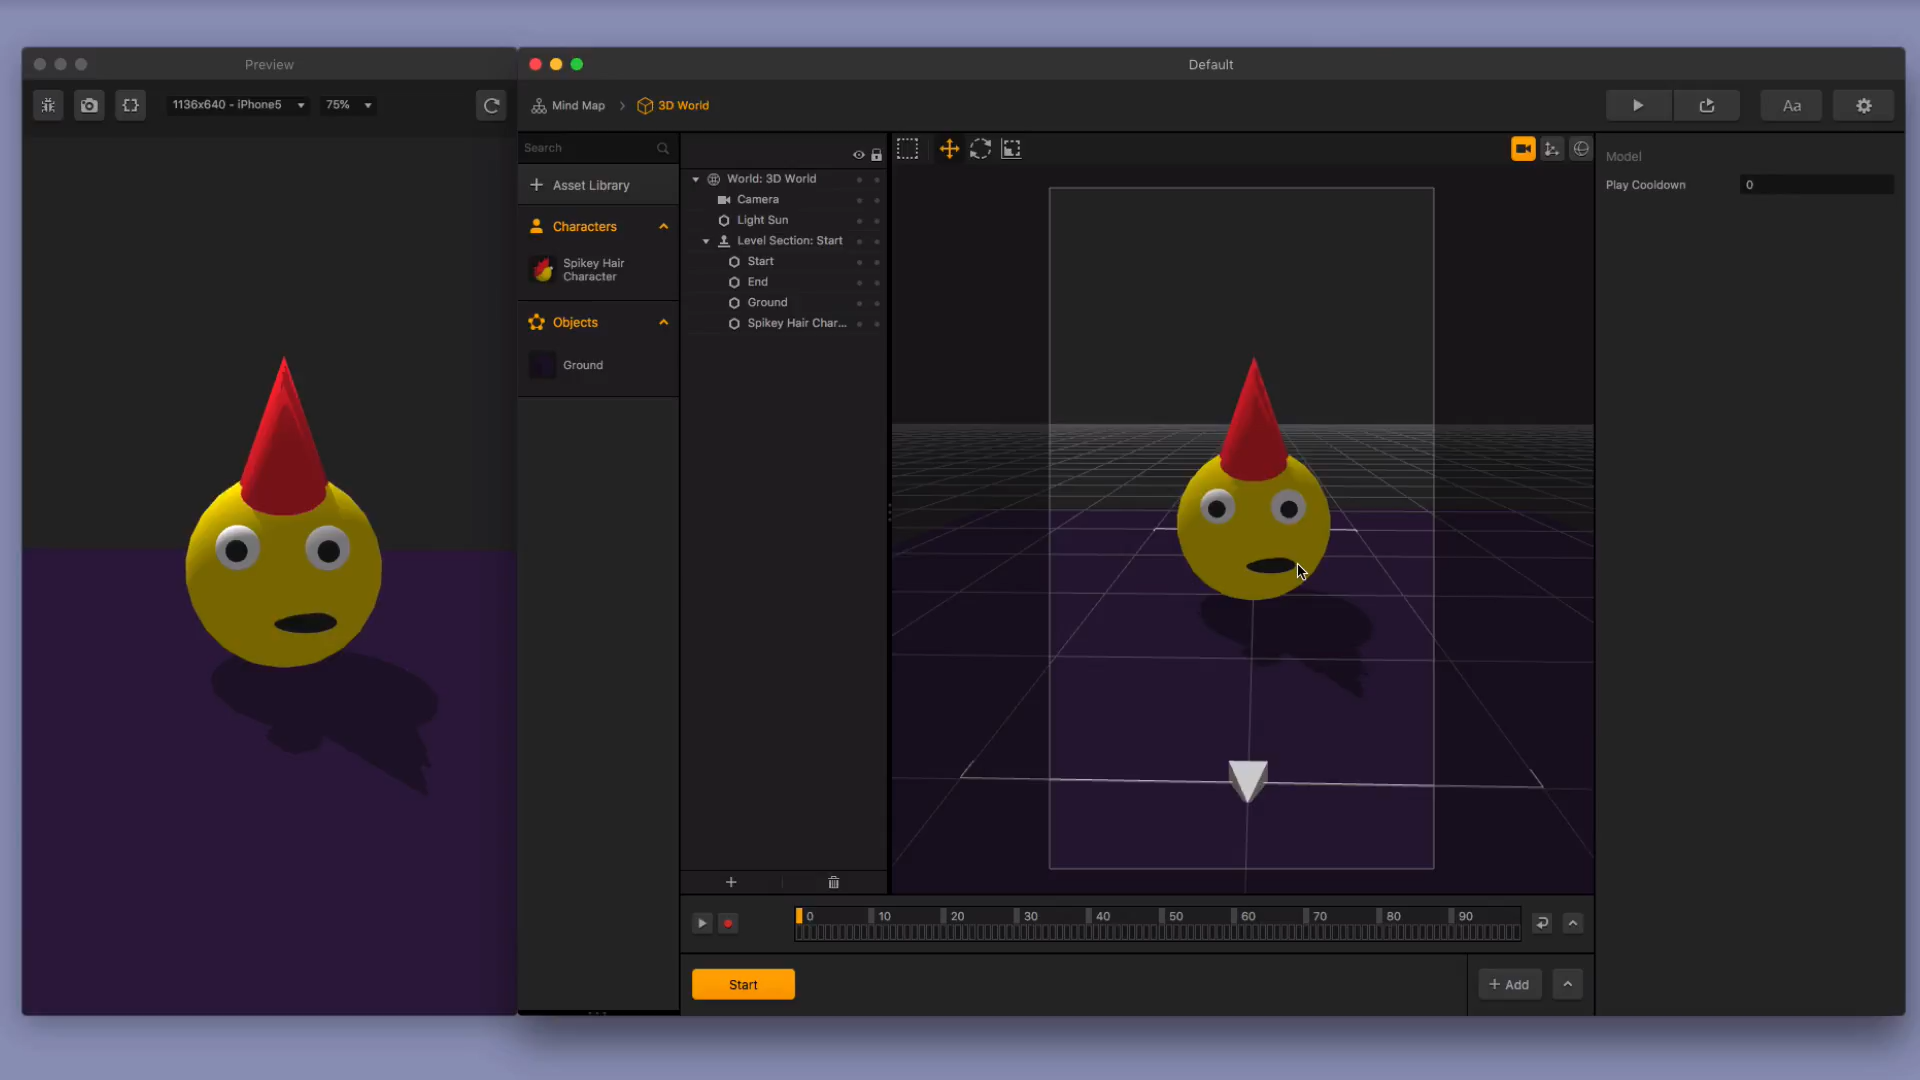 Preview
1136x640 - iPhone5
75%
Default
Mind Map
3D World
Aa
Search
Asset Library
Characters
Spikey Hair
Character
Objects
Ground
World: 3D World
Camera
Light Sun
Level Section: Start
Start
End
Ground
Spikey Hair Char...
Model
Play Cooldown
0
0 10 20 30 40 50 60 70 80 90
Start
+ Add